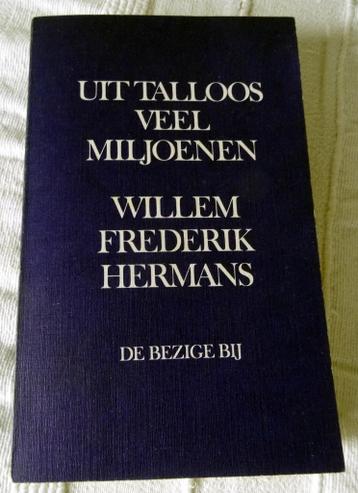 UIT TALLOOS
VEEL
MILJOENEN
WILLEM
FREDERIK
HERMANS
DE BEZIGE BIJ